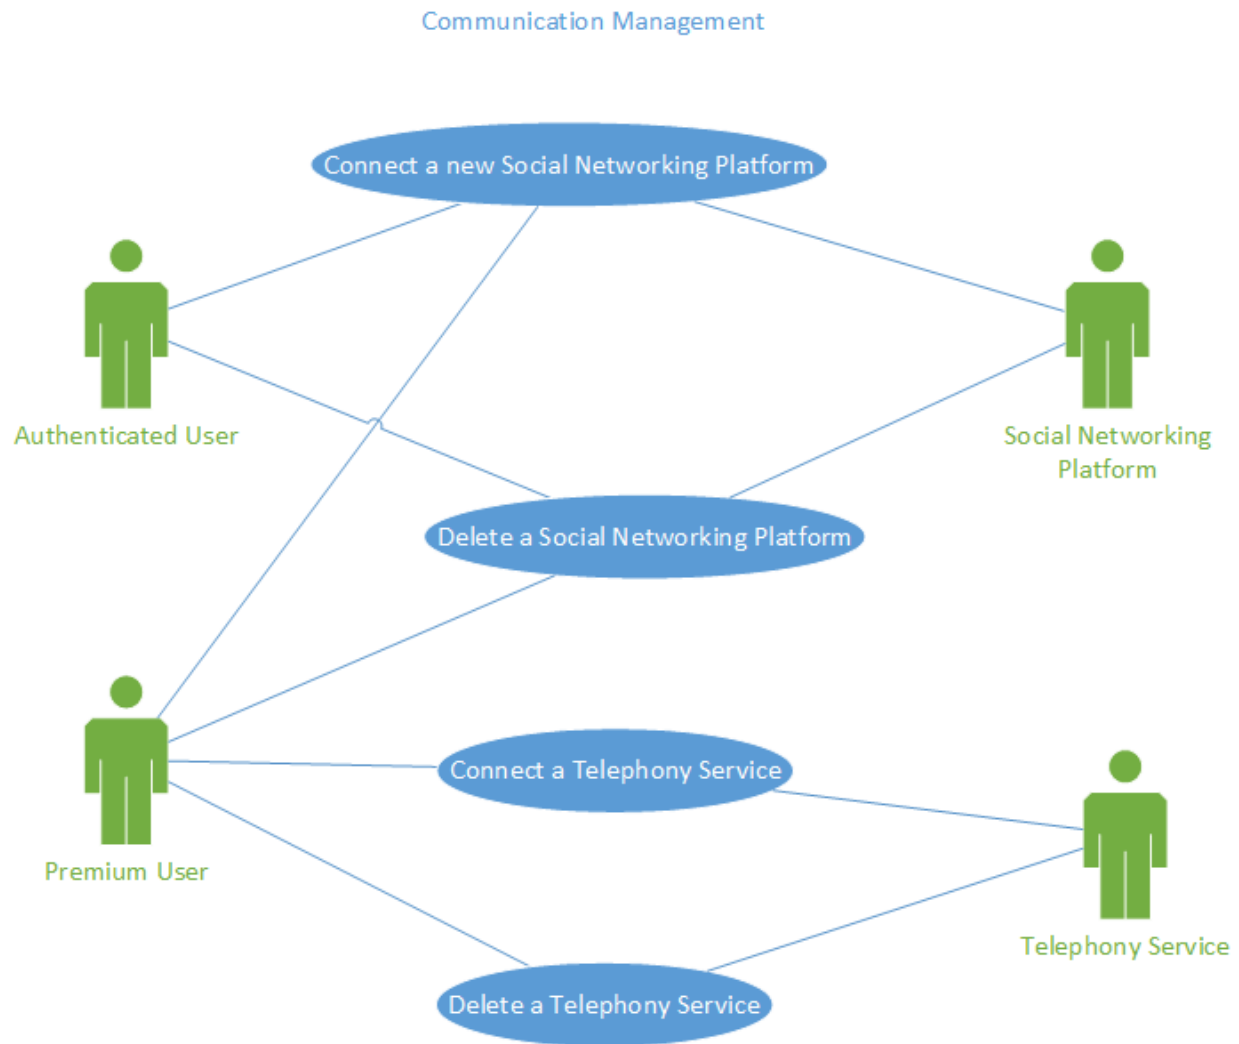 Communication Management
Connect a new Social Networking Platform
Authenticated User
Social Networking
Platform
Delete a Social Networking Platform
Connect a Telephony Service
Premium User
Telephony Service
Delete a Telephony Service